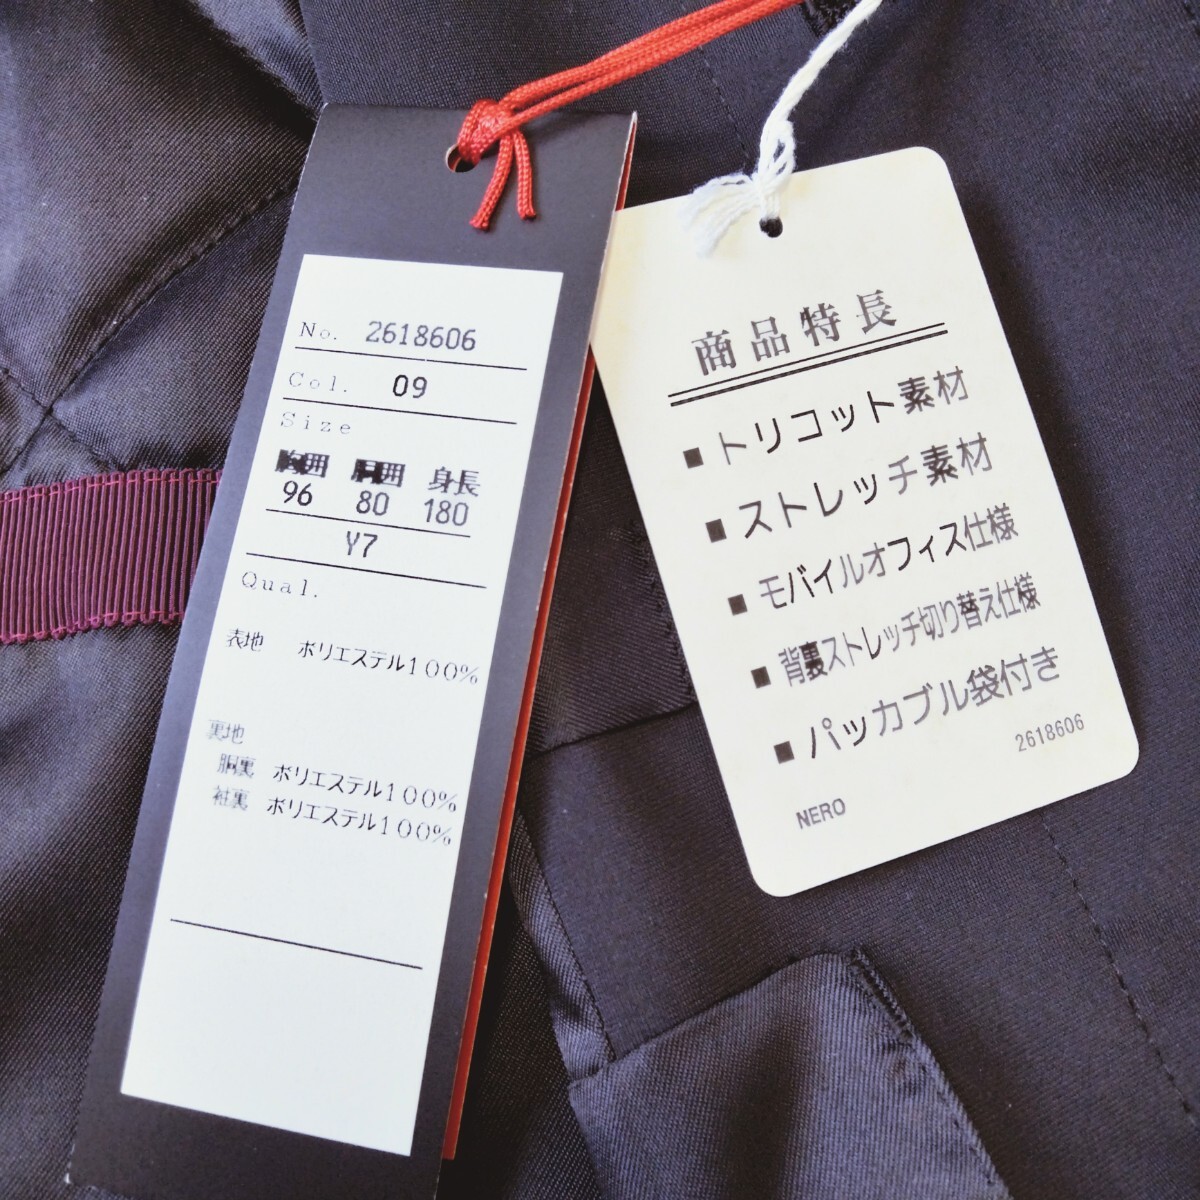 No. 2618606
Col. 09
Size
胸囲 胴囲 身長
96 80 180
Y7
Qual.
表地 ポリエステル100%
裏地
胴裏 ポリエステル100%
袖裏 ポリエステル100%
商品特長
■トリコット素材
■ストレッチ素材
■モバイルオフィス仕様
■背裏ストレッチ切り替え仕様
■パッカブル袋付き
2618606
NERO